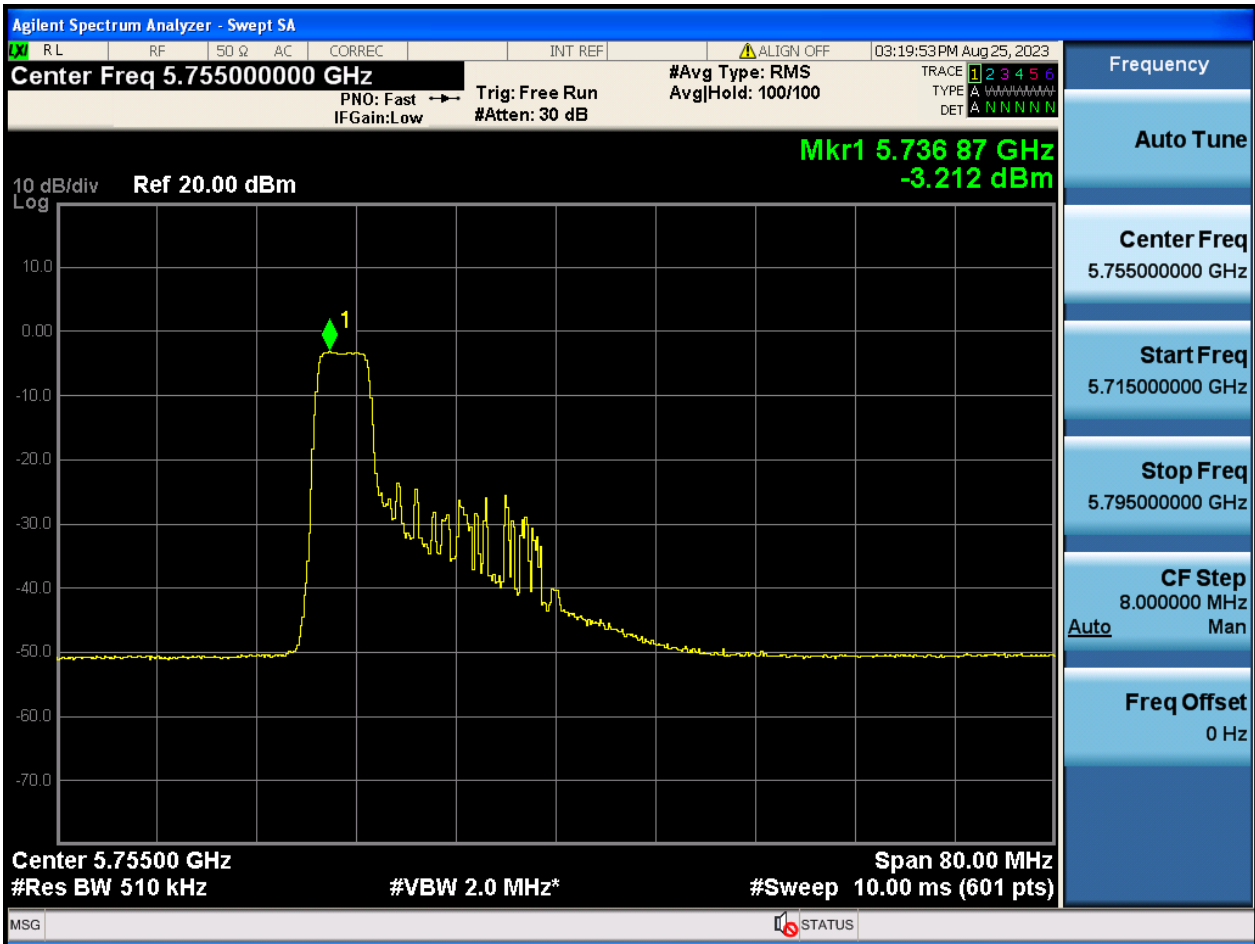 Agilent Spectrum Analyzer - Swept SA
LXI RL RF 50 Ω AC CORREC INT REF ALIGN OFF 03:19:53 PM Aug 25, 2023
Center Freq 5.755000000 GHz
PNO: Fast
IFGain:Low
Trig: Free Run
#Atten: 30 dB
#Avg Type: RMS
Avg|Hold: 100/100
TRACE 1 2 3 4 5 6
TYPE A WWWWW
DET A N N N N N
Mkr1 5.736 87 GHz
-3.212 dBm
10 dB/div Ref 20.00 dBm
Log
10.0
0.00
-10.0
-20.0
-30.0
-40.0
-50.0
-60.0
-70.0
1
Center 5.75500 GHz Span 80.00 MHz
#Res BW 510 kHz #VBW 2.0 MHz* #Sweep 10.00 ms (601 pts)
MSG STATUS
Frequency
Auto Tune
Center Freq
5.755000000 GHz
Start Freq
5.715000000 GHz
Stop Freq
5.795000000 GHz
CF Step
8.000000 MHz
Auto Man
Freq Offset
0 Hz